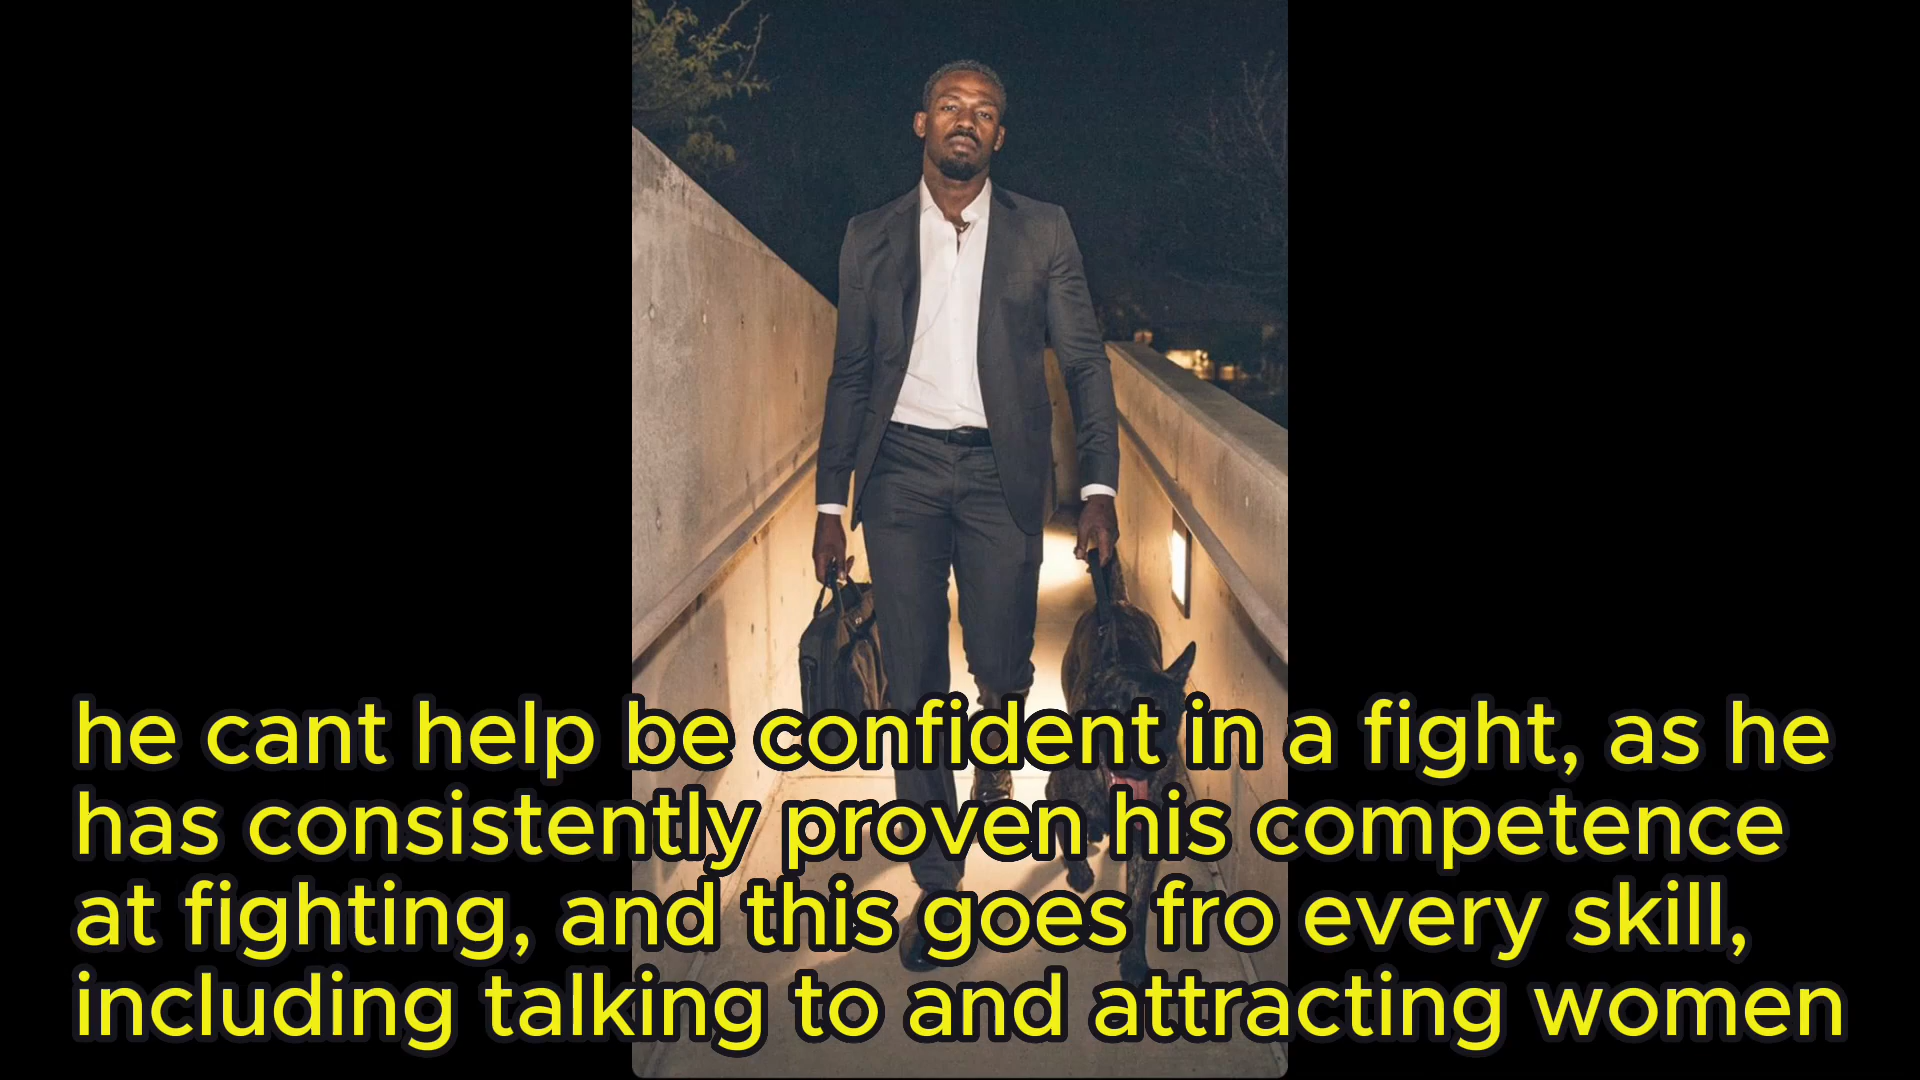 he cant help be confident in a fight, as he
has consistently proven his competence
at fighting, and this goes fro every skill,
including talking to and attracting women